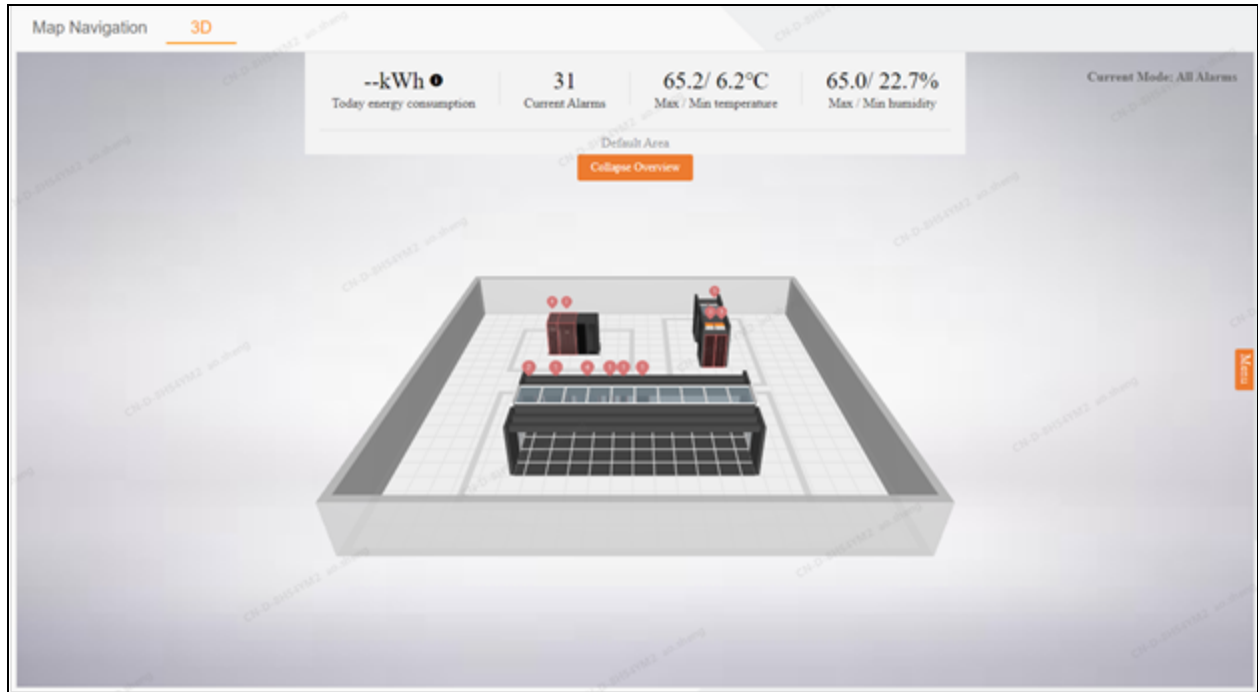 Map Navigation 3D
--kWh 31 65.2/ 6.2°C 65.0/ 22.7%
Today energy consumption Current Alarms Max / Min temperature Max / Min humidity
Current Mode: All Alarms
Default Area
Collapse Overview
Menu